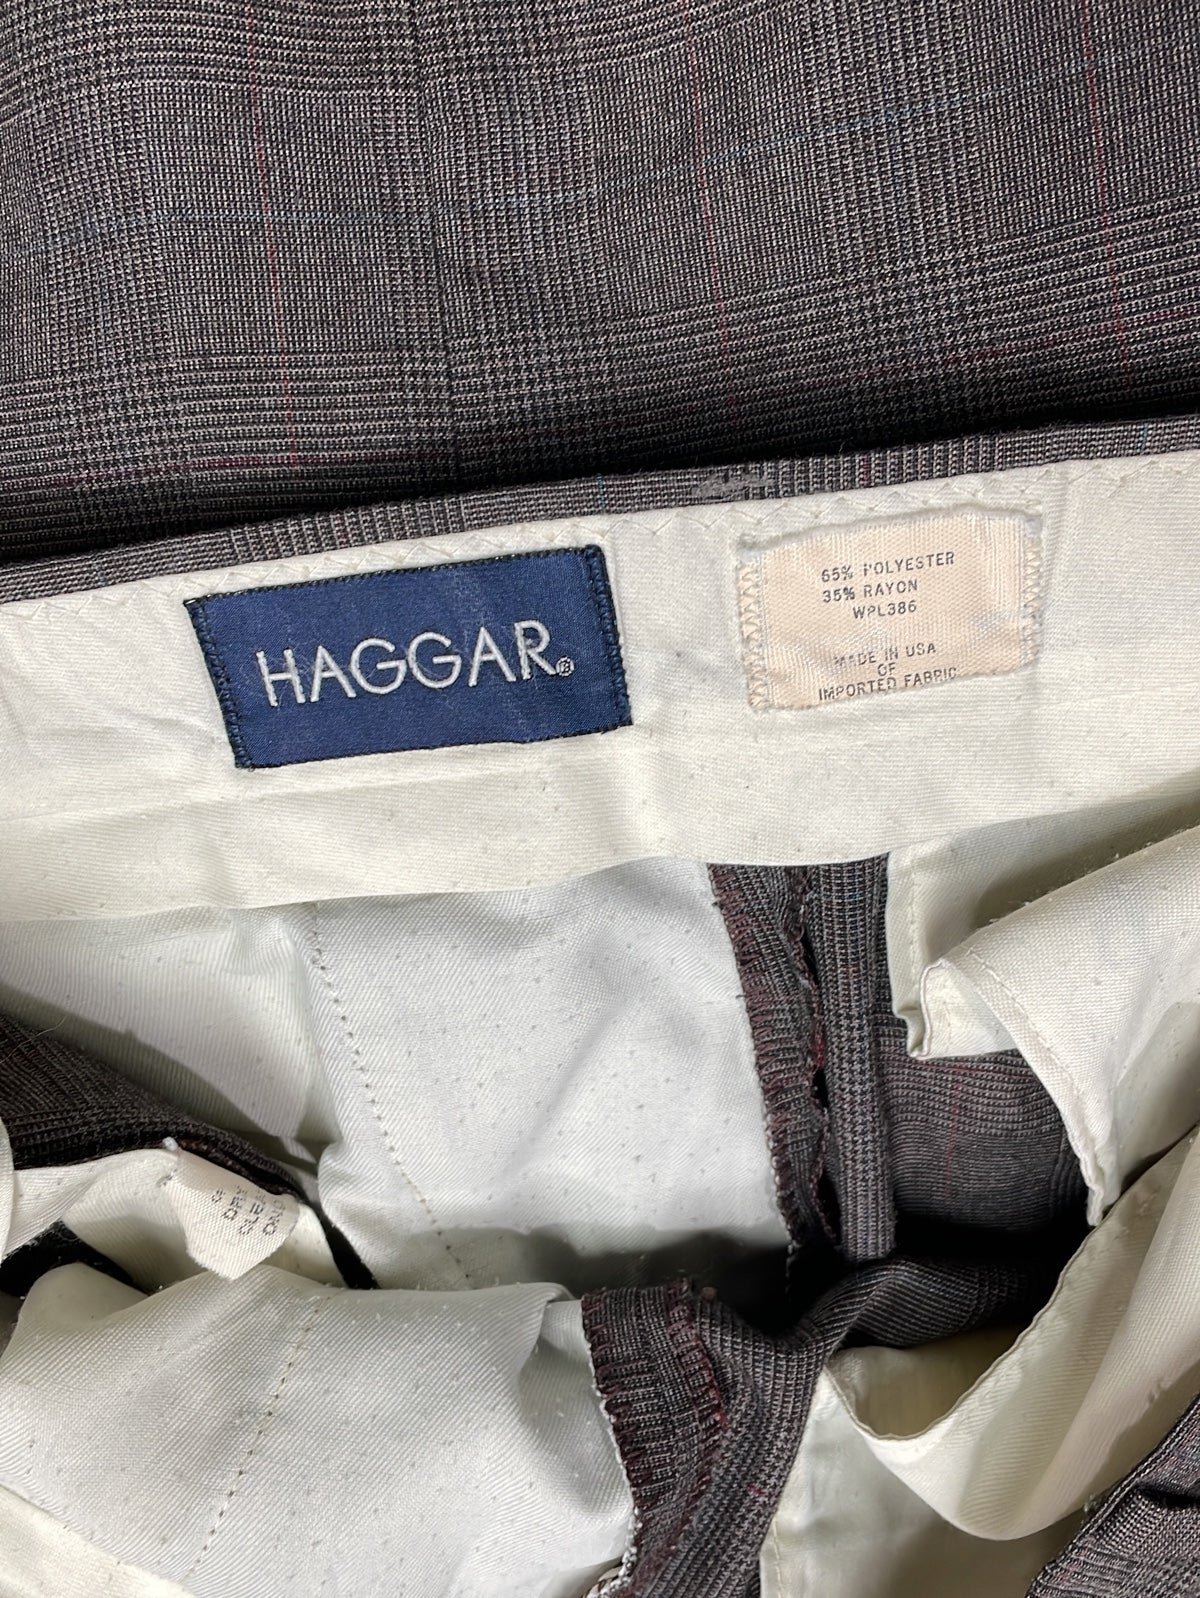 HAGGAR®
65% POLYESTER
35% RAYON
WPL386
MADE IN USA
OF
IMPORTED FABRIC